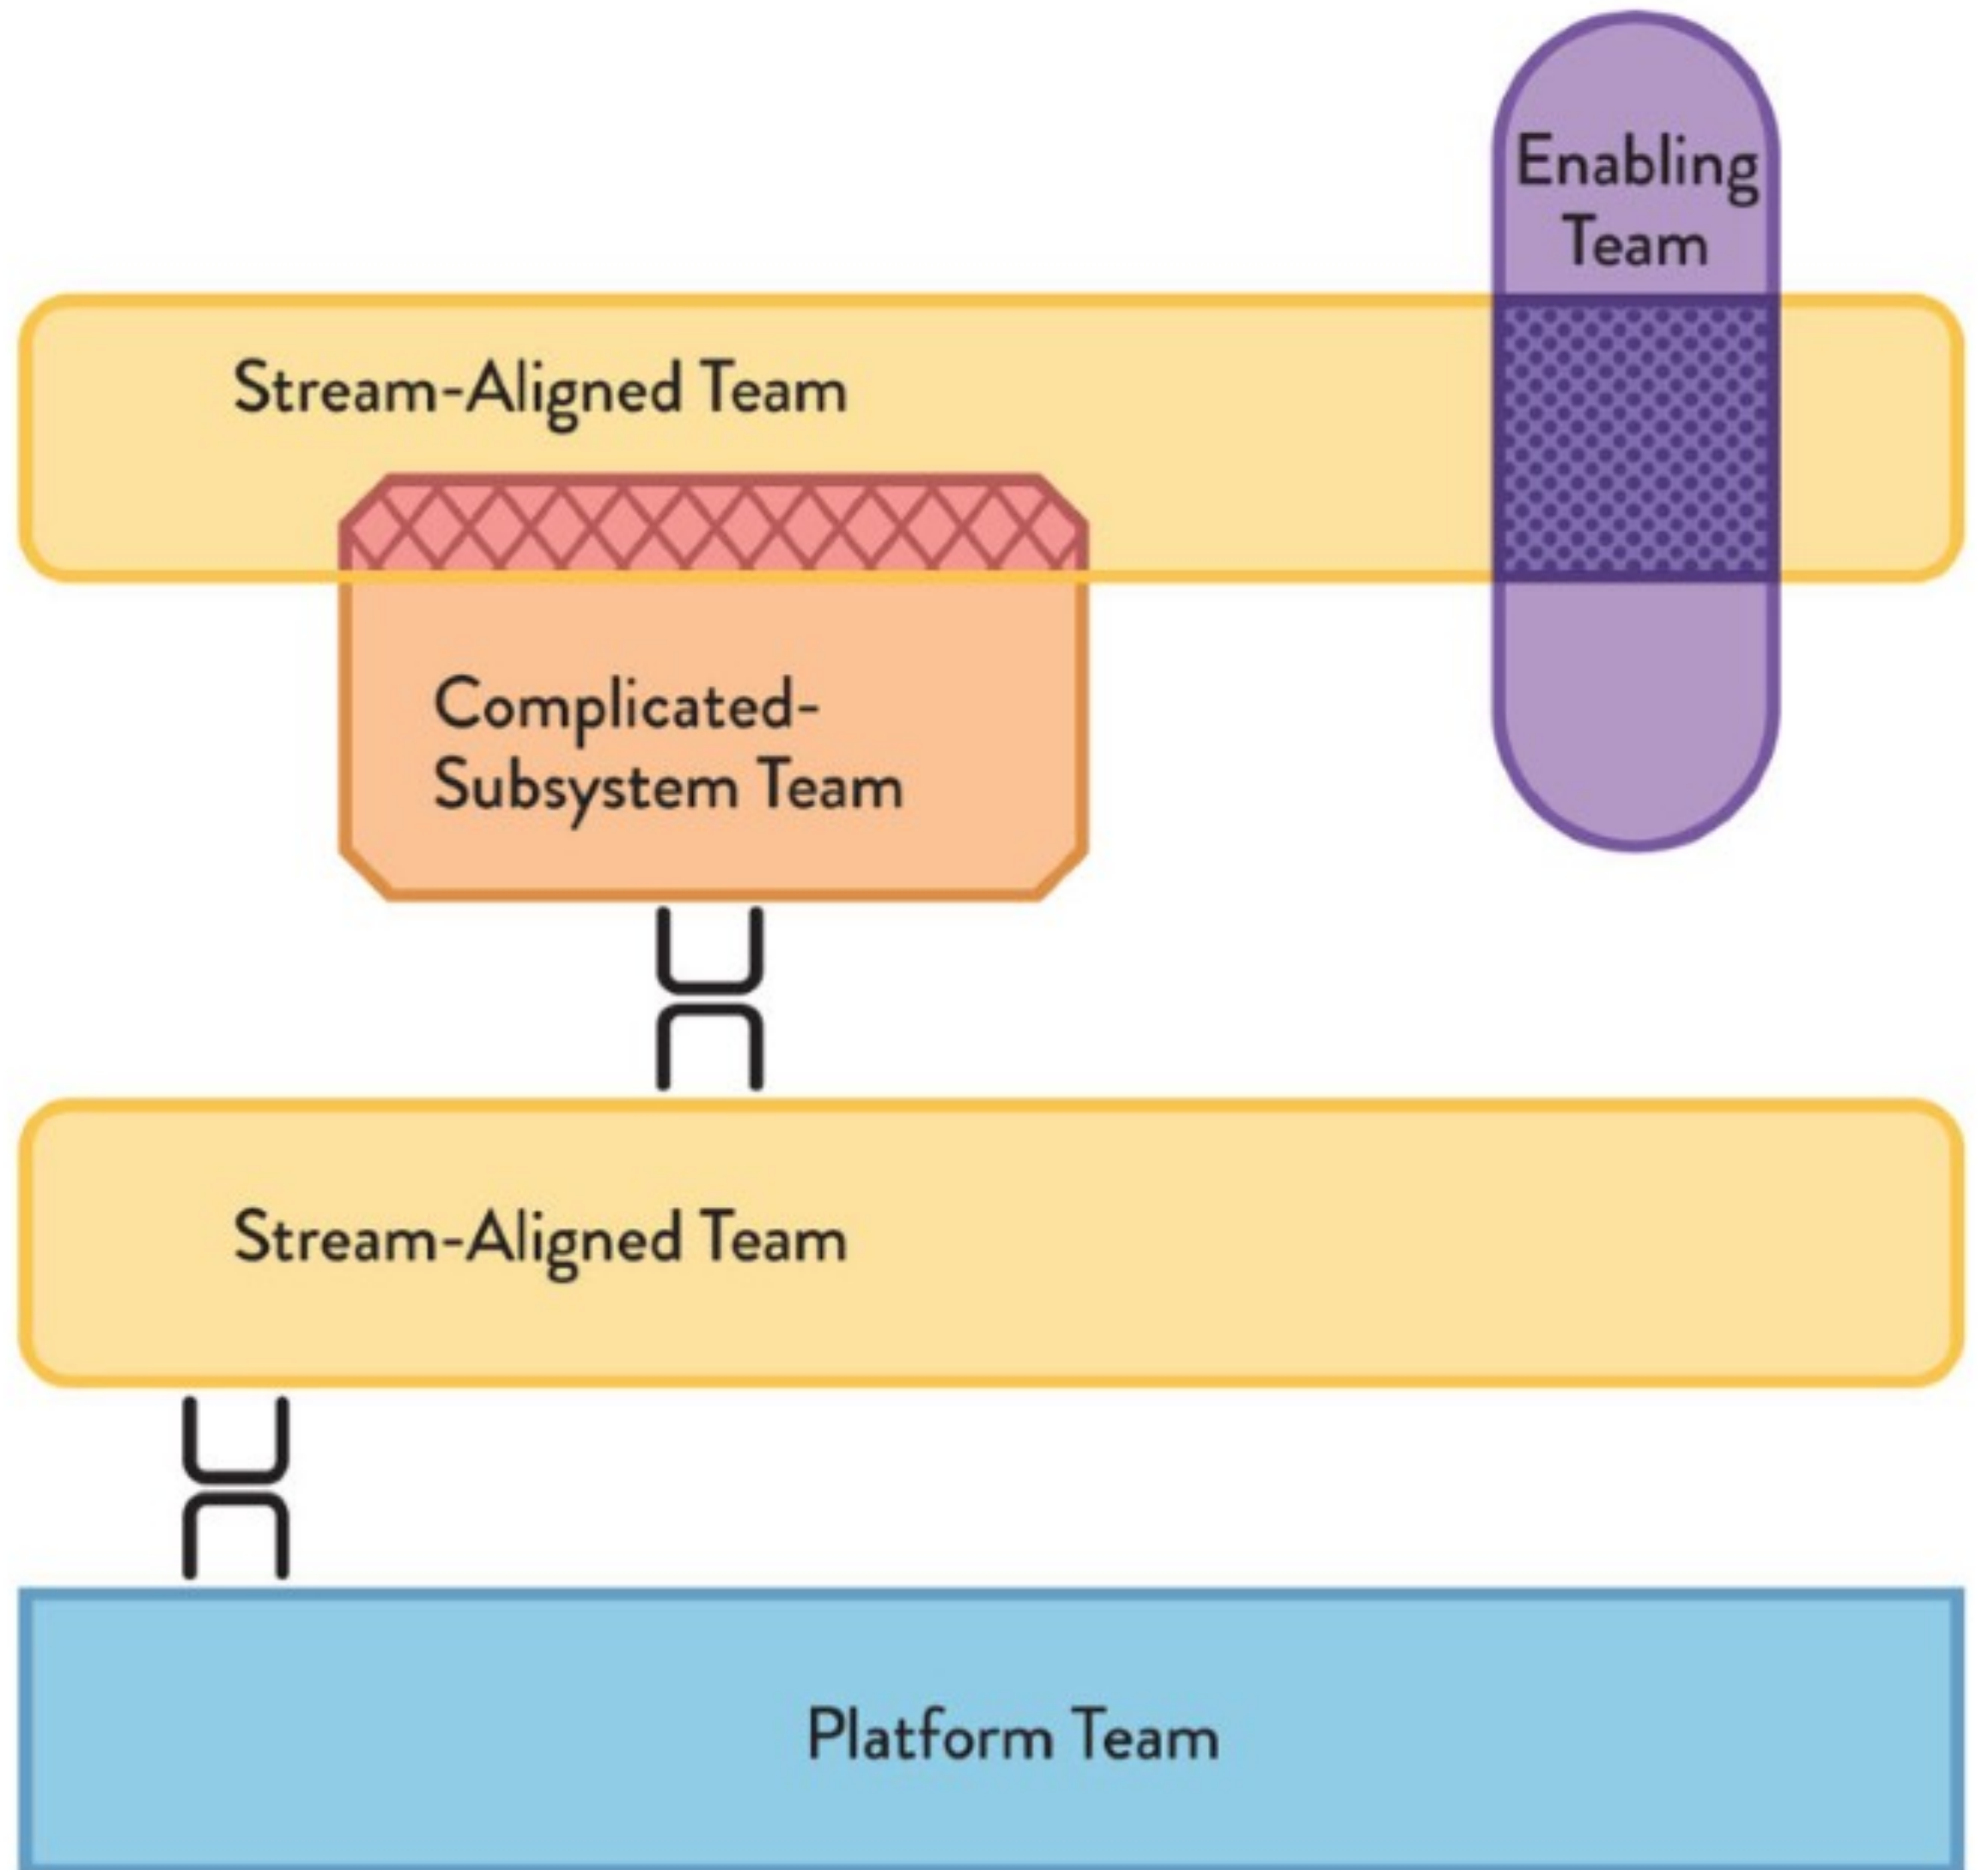 Enabling
Team
Stream-Aligned Team
Complicated-
Subsystem Team
Stream-Aligned Team
Platform Team